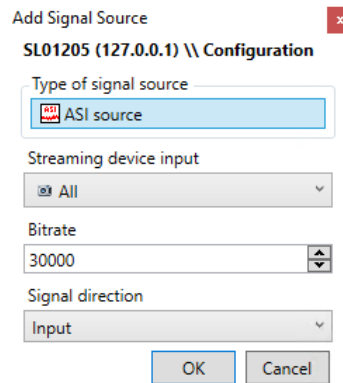 Add Signal Source
x
SL01205 (127.0.0.1) \\ Configuration
Type of signal source
ASI ASI source
Streaming device input
All
Bitrate
30000
Signal direction
Input
OK Cancel